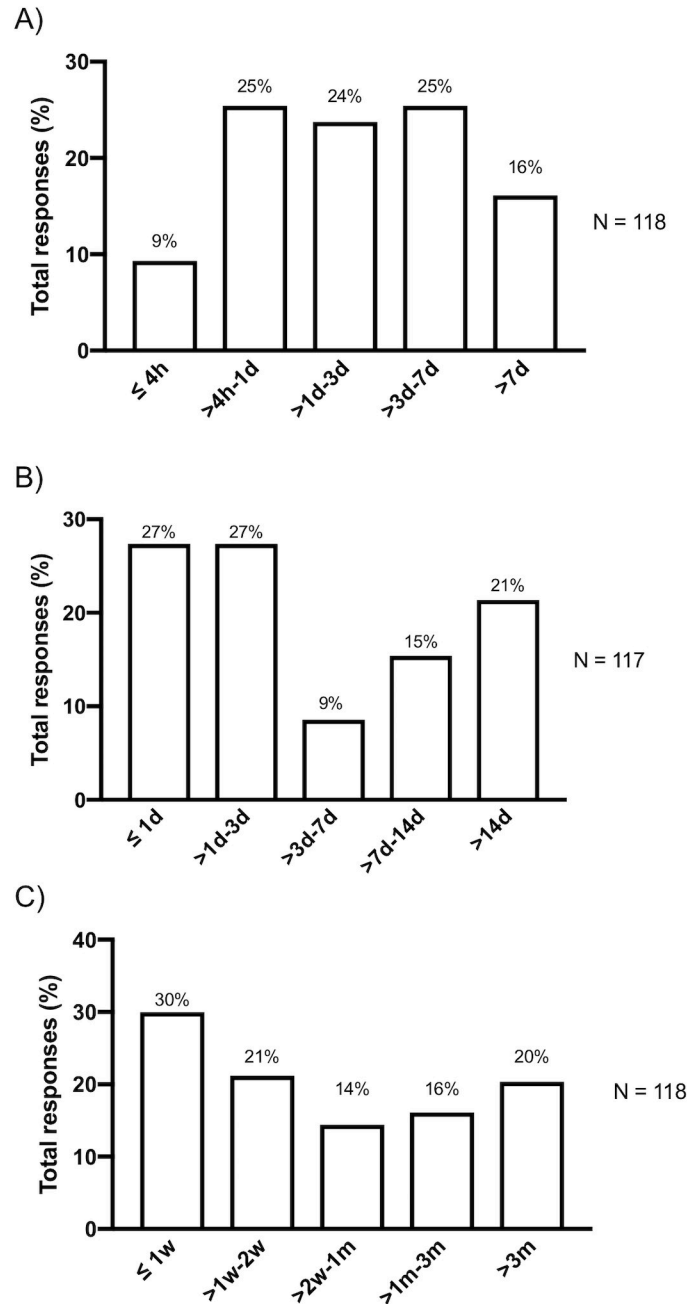 A)
Total responses (%)
30
20
10
0
9%
25%
24%
25%
16%
≤ 4h
>4h-1d
>1d-3d
>3d-7d
>7d
N = 118
B)
Total responses (%)
30
20
10
0
27%
27%
9%
15%
21%
≤ 1d
>1d-3d
>3d-7d
>7d-14d
>14d
N = 117
C)
Total responses (%)
40
30
20
10
0
30%
21%
14%
16%
20%
≤ 1w
>1w-2w
>2w-1m
>1m-3m
>3m
N = 118